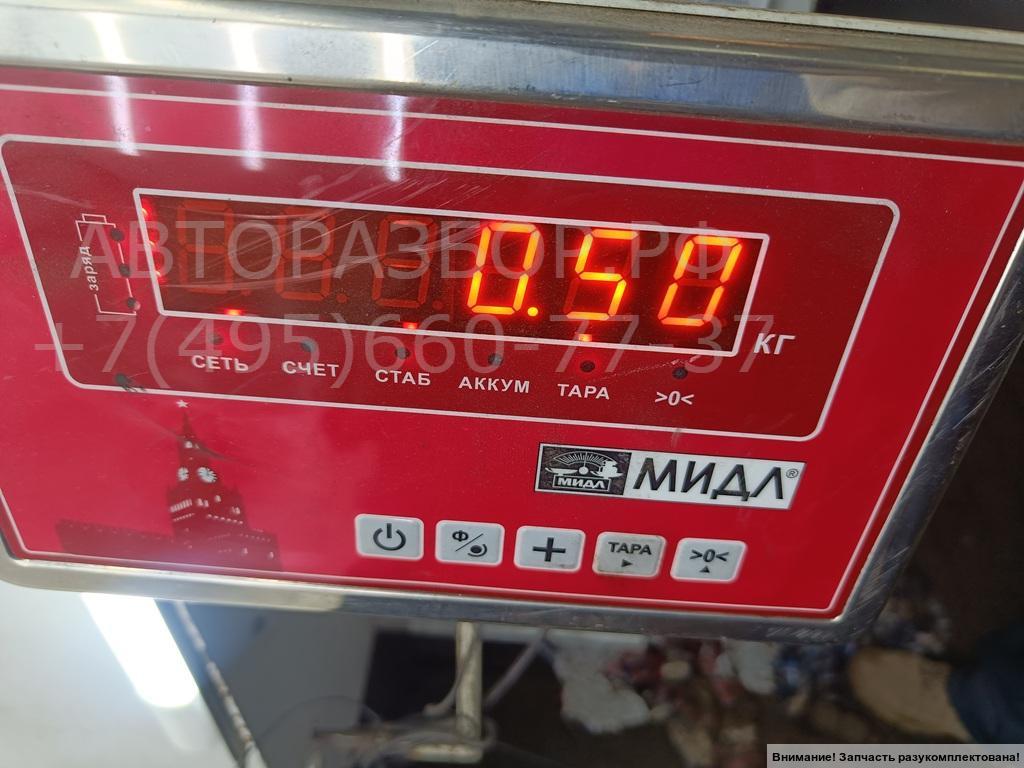 заряд
АВТОРАЗБОР.РФ
0.50
КГ
+7(495)660-77-37
СЕТЬ СЧЕТ СТАБ АККУМ ТАРА >0<
МИДЛ МИДЛ®
Ф/ + ТАРА >0<
Внимание! Запчасть разукомплектована!